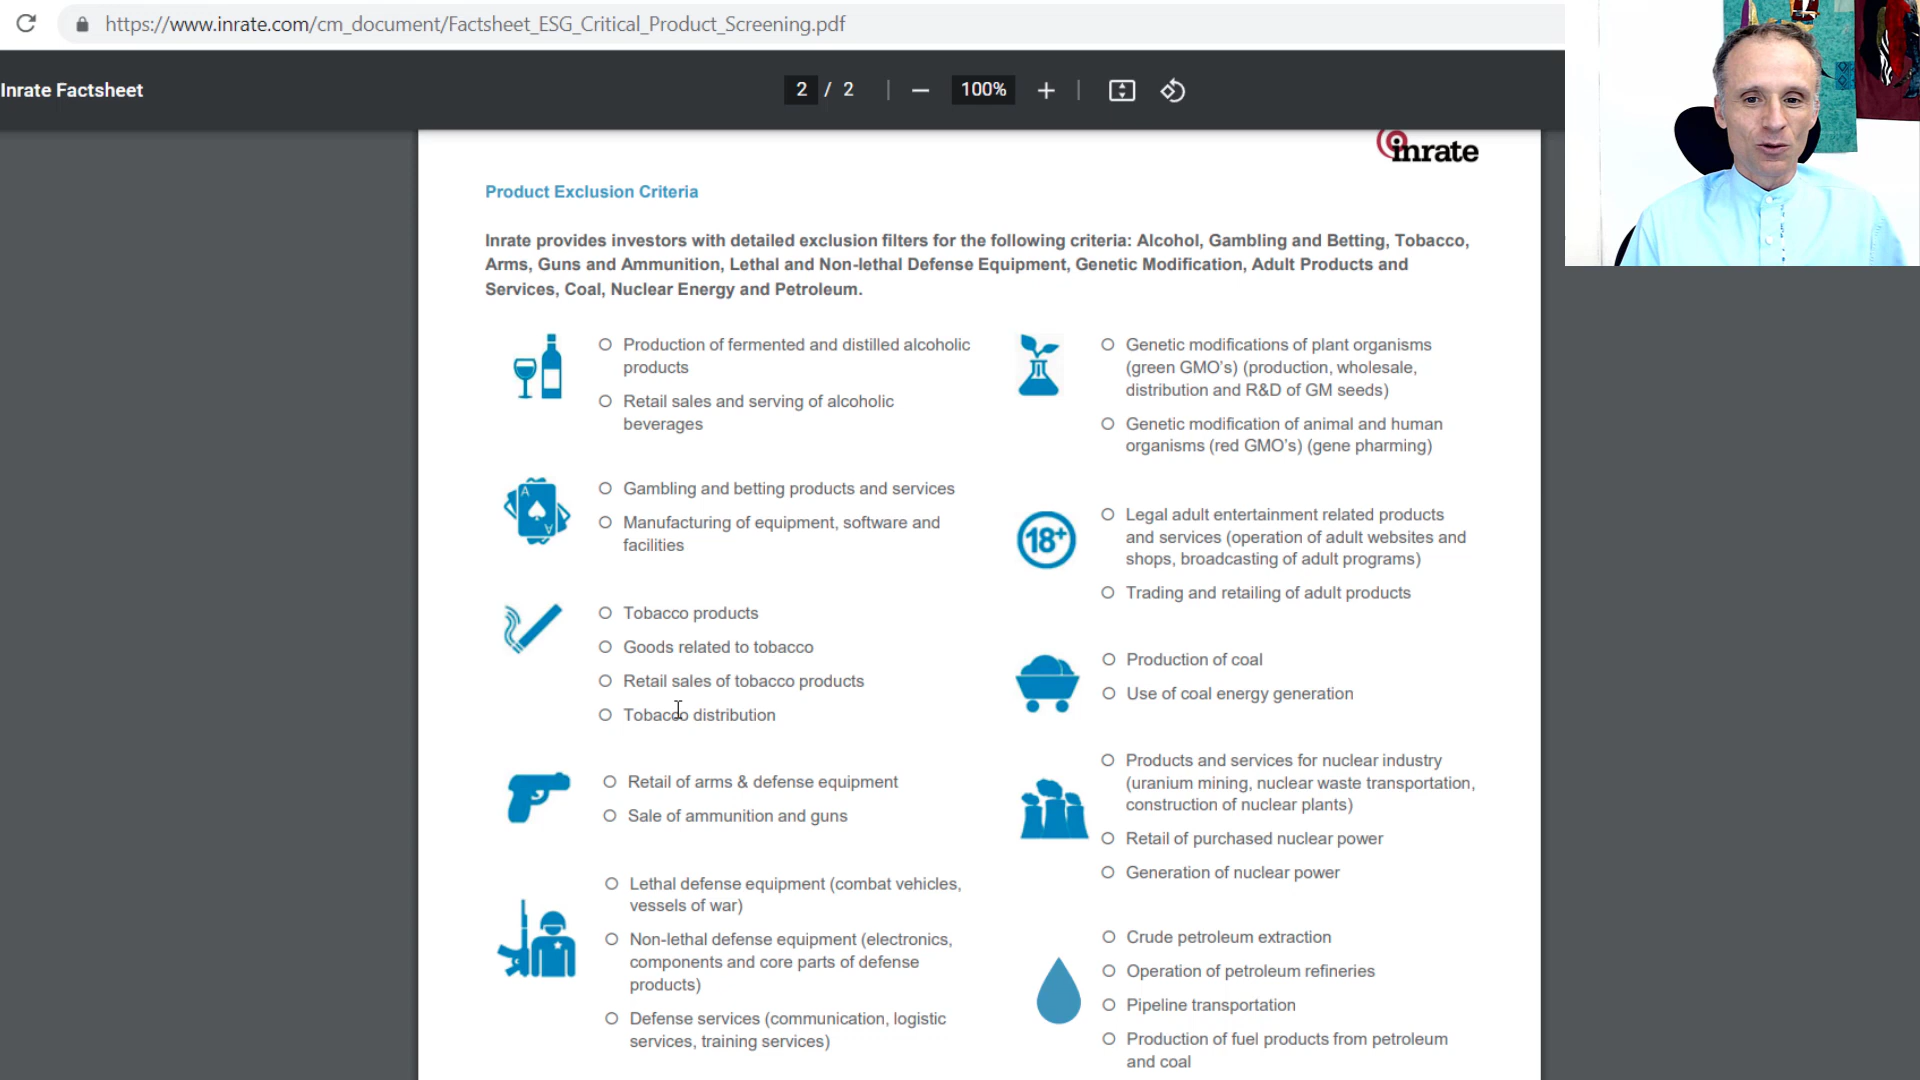 https://www.inrate.com/cm_document/Factsheet_ESG_Critical_Product_Screening.pdf
Inrate Factsheet
2 / 2
100%
inrate
Product Exclusion Criteria
Inrate provides investors with detailed exclusion filters for the following criteria: Alcohol, Gambling and Betting, Tobacco,
Arms, Guns and Ammunition, Lethal and Non-lethal Defense Equipment, Genetic Modification, Adult Products and
Services, Coal, Nuclear Energy and Petroleum.
Production of fermented and distilled alcoholic
products
Retail sales and serving of alcoholic
beverages
A
A
Gambling and betting products and services
Manufacturing of equipment, software and
facilities
Tobacco products
Goods related to tobacco
Retail sales of tobacco products
Tobacco distribution
Retail of arms & defense equipment
Sale of ammunition and guns
Lethal defense equipment (combat vehicles,
vessels of war)
Non-lethal defense equipment (electronics,
components and core parts of defense
products)
Defense services (communication, logistic
services, training services)
Genetic modifications of plant organisms
(green GMO's) (production, wholesale,
distribution and R&D of GM seeds)
Genetic modification of animal and human
organisms (red GMO's) (gene pharming)
18+
Legal adult entertainment related products
and services (operation of adult websites and
shops, broadcasting of adult programs)
Trading and retailing of adult products
Production of coal
Use of coal energy generation
Products and services for nuclear industry
(uranium mining, nuclear waste transportation,
construction of nuclear plants)
Retail of purchased nuclear power
Generation of nuclear power
Crude petroleum extraction
Operation of petroleum refineries
Pipeline transportation
Production of fuel products from petroleum
and coal